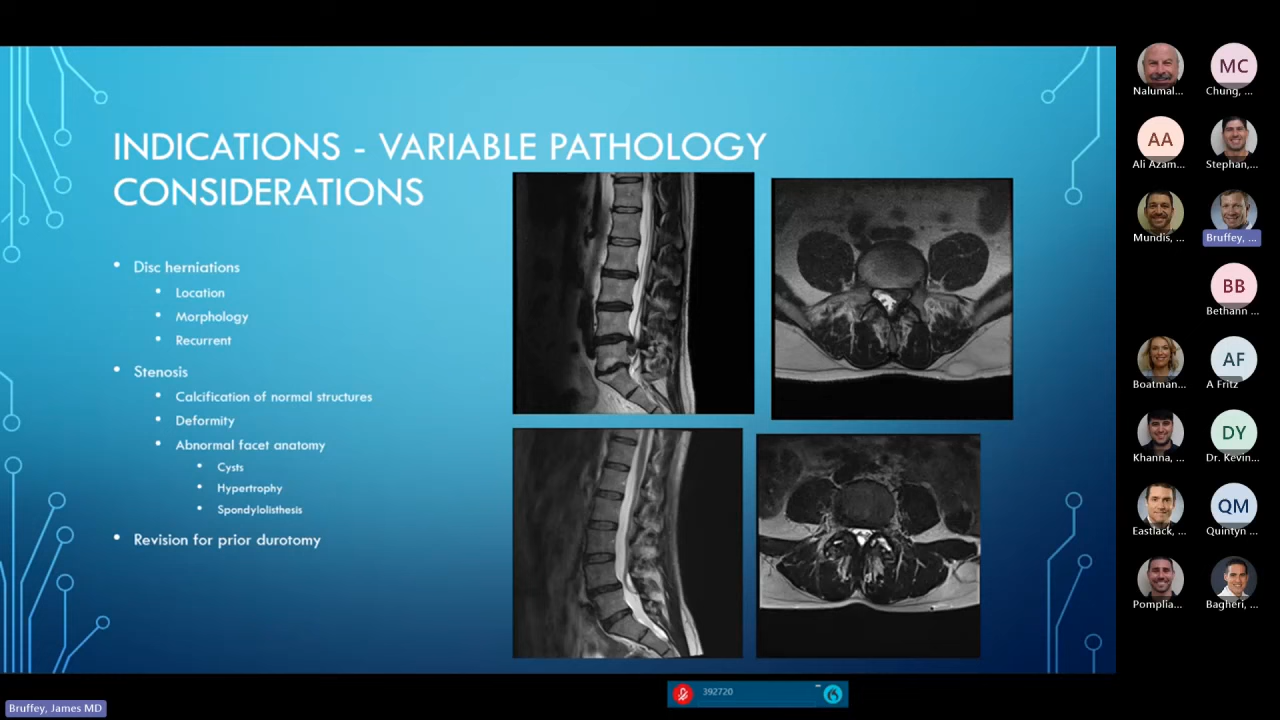 INDICATIONS - VARIABLE PATHOLOGY
CONSIDERATIONS
Disc herniations
Location
Morphology
Recurrent
Stenosis
Calcification of normal structures
Deformity
Abnormal facet anatomy
Cysts
Hypertrophy
Spondylolisthesis
Revision for prior durotomy
MC
Nalumal...
Chung, ...
AA
Ali Azam...
Stephan,...
Mundis, ...
Bruffey, ...
BB
Bethann ...
AF
Boatman...
A Fritz
DY
Khanna, ...
Dr. Kevin...
QM
Eastlack, ...
Quintyn ...
Pomplia...
Bagheri, ...
392720
Bruffey, James MD